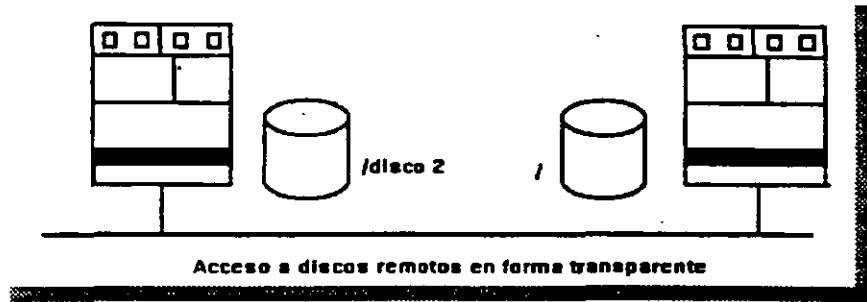 /disco 2
/
Acceso a discos remotos en forma transparente